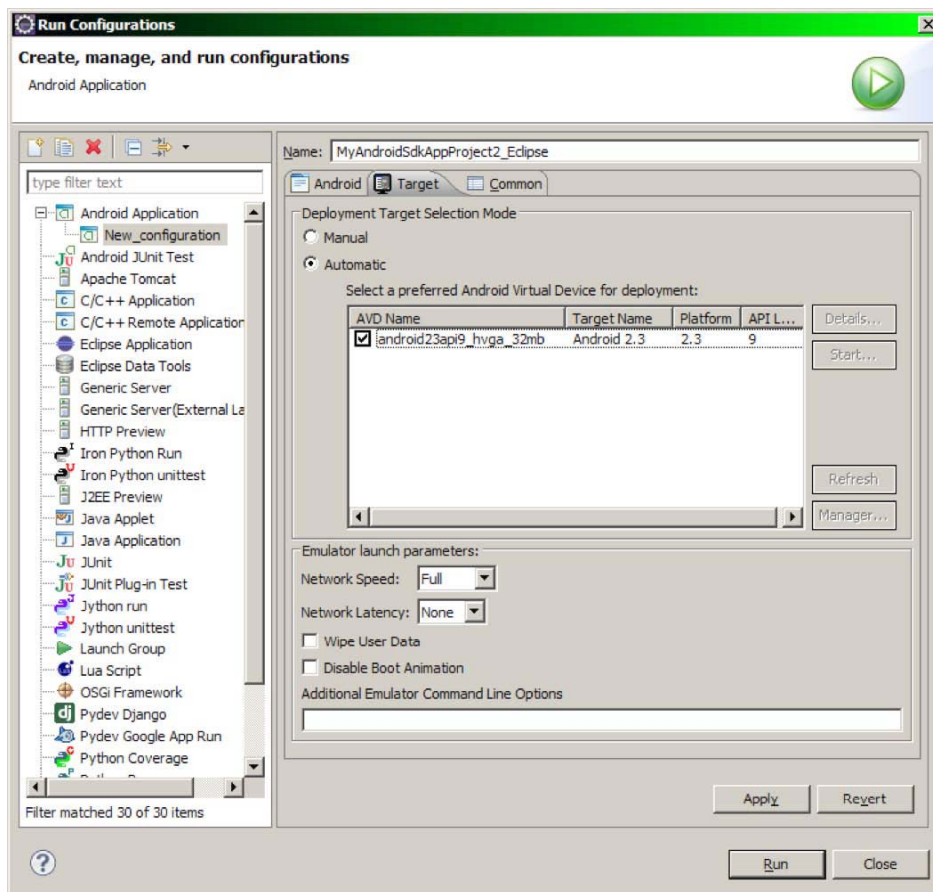 Run Configurations
Create, manage, and run configurations
Android Application
type filter text
Android Application
New_configuration
Android JUnit Test
Apache Tomcat
C/C++ Application
C/C++ Remote Application
Eclipse Application
Eclipse Data Tools
Generic Server
Generic Server(External La
HTTP Preview
Iron Python Run
Iron Python unittest
J2EE Preview
Java Applet
Java Application
JUnit
JUnit Plug-in Test
Jython run
Jython unittest
Launch Group
Lua Script
OSGi Framework
Pydev Django
Pydev Google App Run
Python Coverage
Filter matched 30 of 30 items
Name: MyAndroidSdkAppProject2_Eclipse
Android Target Common
Deployment Target Selection Mode
Manual
Automatic
Select a preferred Android Virtual Device for deployment:
AVD Name Target Name Platform API L...
android23api9_hvga_32mb Android 2.3 2.3 9
Details...
Start...
Refresh
Manager...
Emulator launch parameters:
Network Speed: Full
Network Latency: None
Wipe User Data
Disable Boot Animation
Additional Emulator Command Line Options
Apply Revert
Run Close